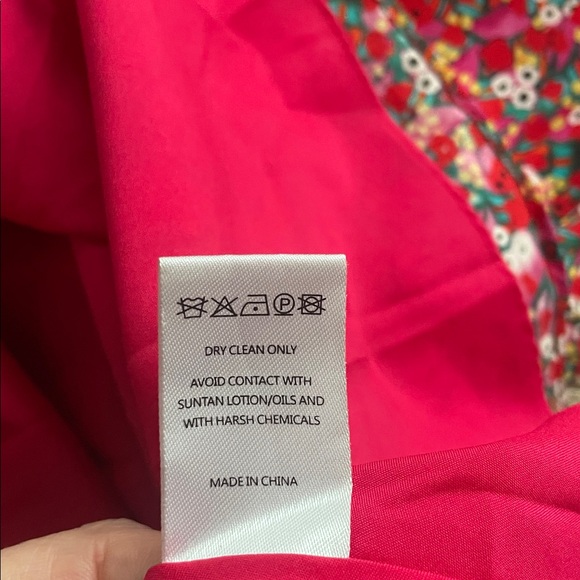 P
DRY CLEAN ONLY
AVOID CONTACT WITH
SUNTAN LOTION/OILS AND
WITH HARSH CHEMICALS
MADE IN CHINA